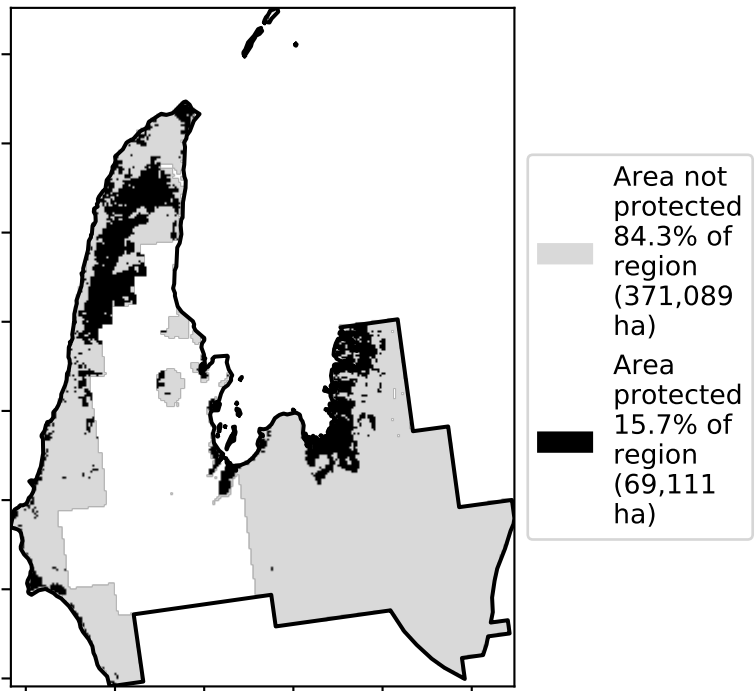 Area not
protected
84.3% of
region
(371,089
ha)
Area
protected
15.7% of
region
(69,111
ha)